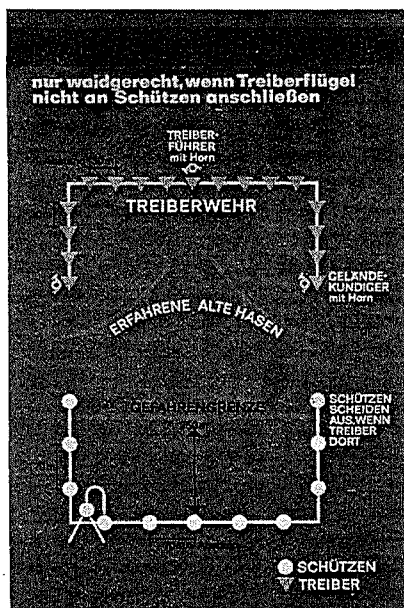 nur waidgerecht, wenn Treiberflügel
nicht an Schützen anschließen
TREIBER-
FÜHRER
mit Horn
TREIBERWEHR
GELÄNDE-
KUNDIGER
mit Horn
ERFAHRENE ALTE HASEN
GEFAHRENGRENZE
SCHÜTZEN
SCHEIDEN
AUS, WENN
TREIBER
DORT
SCHÜTZEN
TREIBER